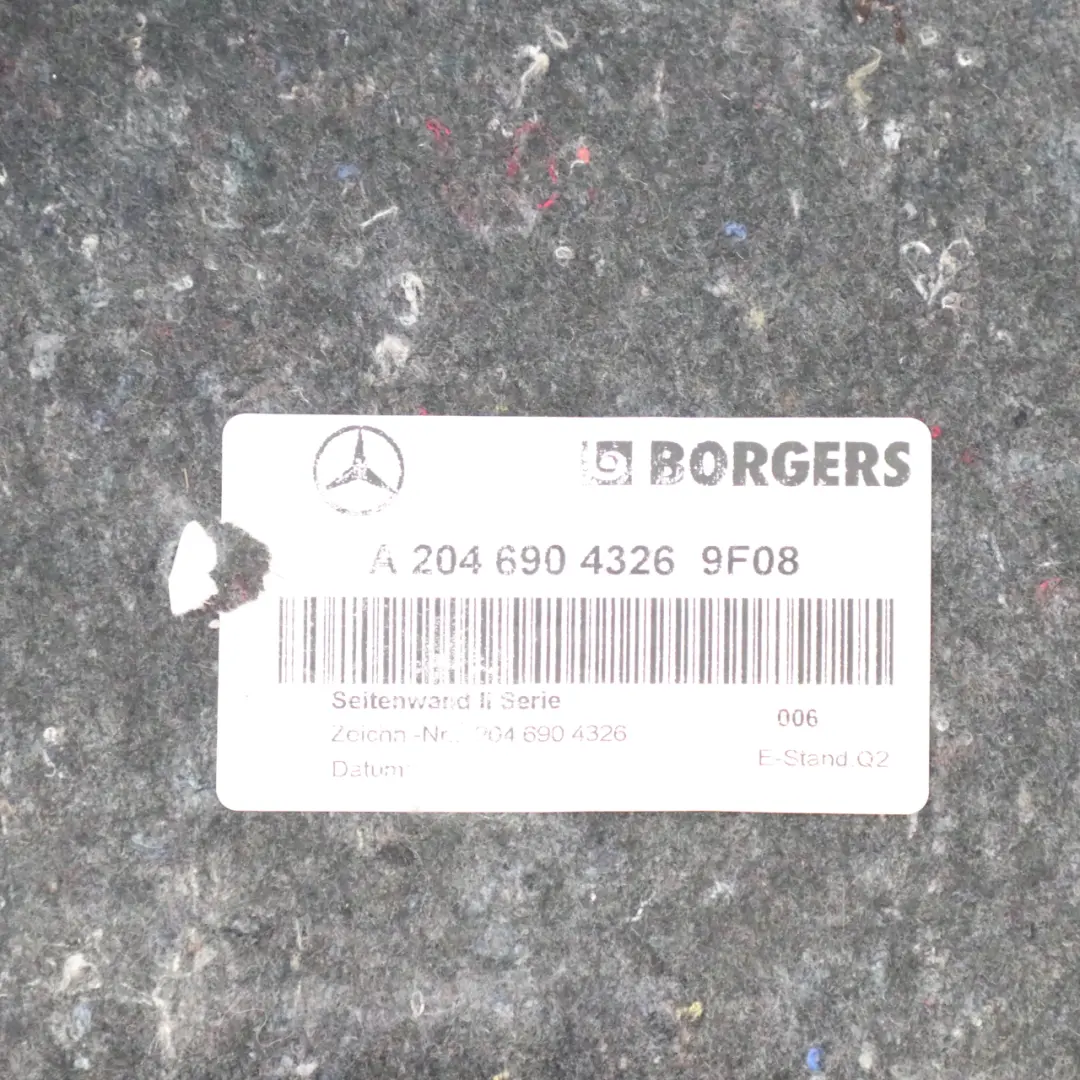 BORGERS
A 204 690 4326 9F08
Seitenwand li Serie
006
Zeichn.-Nr.: 204 690 4326
E-Stand:Q2
Datum: